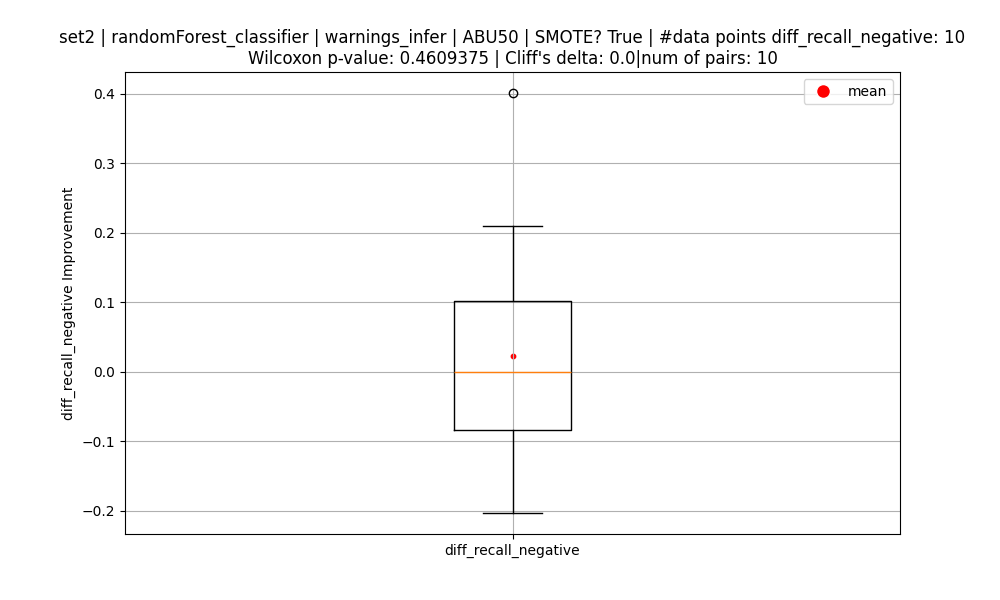 set2 | randomForest_classifier | warnings_infer | ABU50 | SMOTE? True | #data points diff_recall_negative: 10
Wilcoxon p-value: 0.4609375 | Cliff's delta: 0.0|num of pairs: 10
mean
0.4
0.3
0.2
0.1
0.0
−0.1
−0.2
diff_recall_negative Improvement
diff_recall_negative